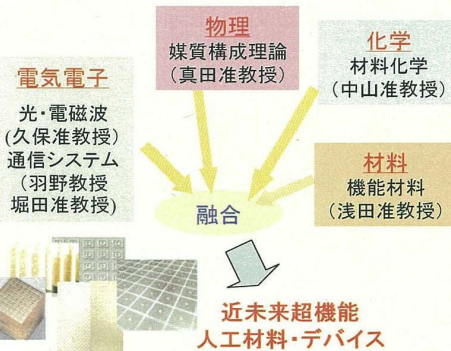 物理
媒質構成理論
（真田准教授）
化学
材料化学
（中山准教授）
電気電子
光・電磁波
(久保准教授）
通信システム
（羽野教授
堀田准教授)
材料
機能材料
（浅田准教授）
融合
近未来超機能
人工材料・デバイス